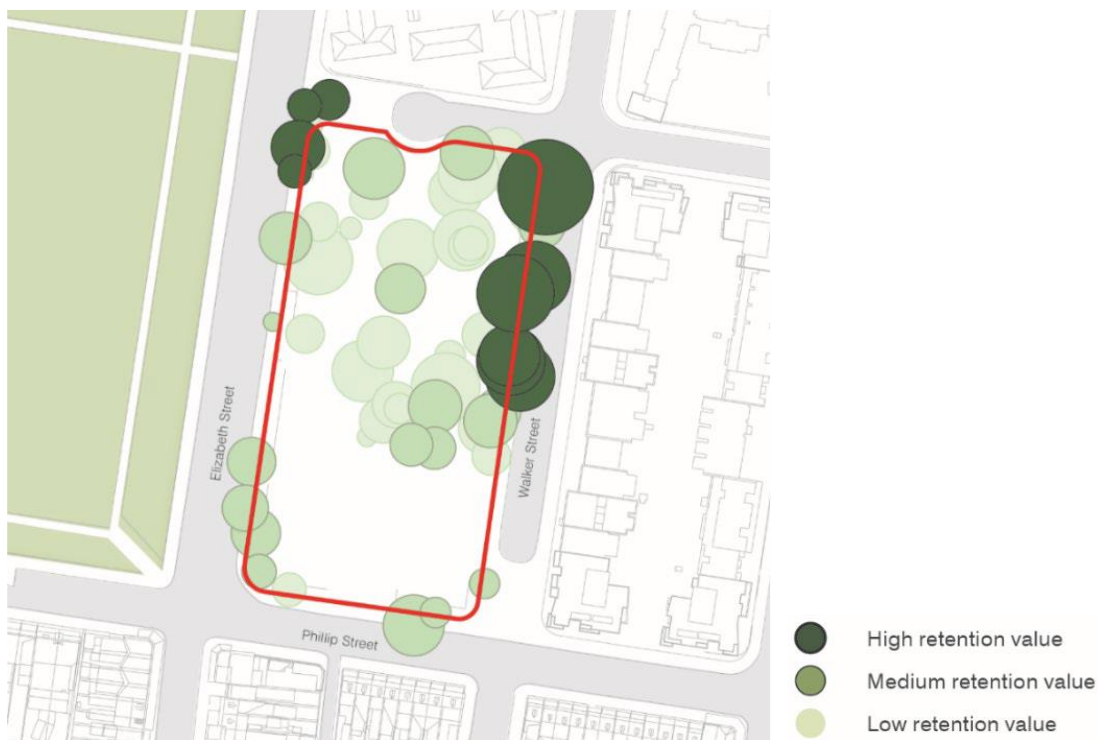 Elizabeth Street
Walker Street
Phillip Street
High retention value
Medium retention value
Low retention value